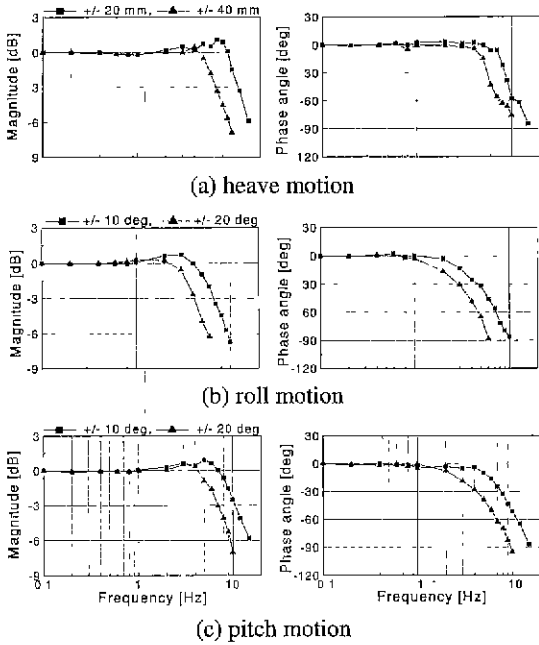 +/- 20 mm, +/- 40 mm
Magnitude [dB]
3
0
-3
-6
9
Phase angle [deg]
30
0
-30
-60
-90
120
(a) heave motion
+/- 10 deg, +/- 20 deg
Magnitude [dB]
3
0
-3
-6
-9
Phase angle [deg]
30
0
-30
-60
-90
-120
(b) roll motion
+/- 10 deg, +/- 20 deg
Magnitude [dB]
3
0
-3
-6
-9
0 1
1
10
Frequency [Hz]
Phase angle [deg]
30
0
-30
-60
-90
-120
0 1
1
10
Frequency [Hz]
(c) pitch motion